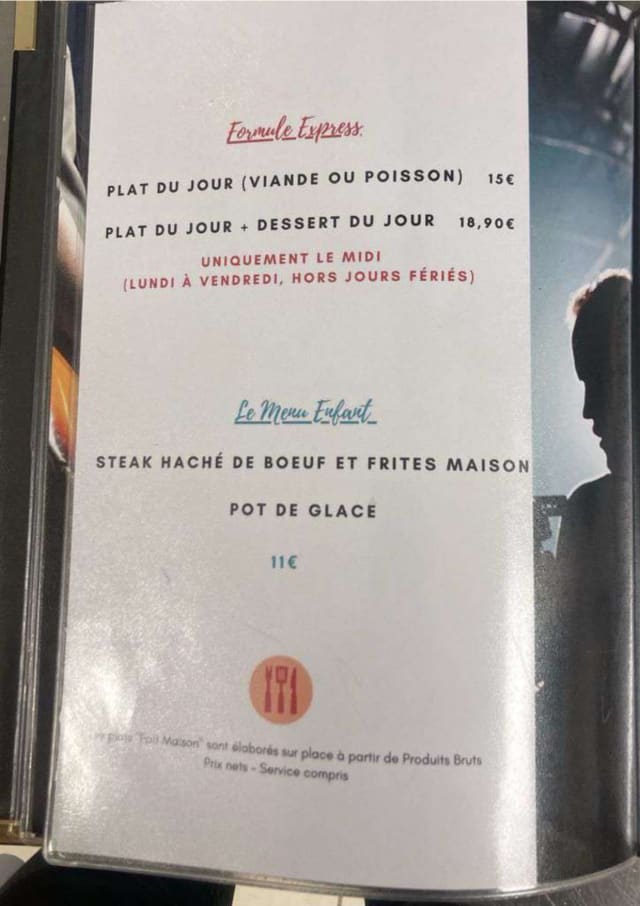 Formule Express
PLAT DU JOUR (VIANDE OU POISSON) 15€
PLAT DU JOUR + DESSERT DU JOUR 18,90€
UNIQUEMENT LE MIDI
(LUNDI À VENDREDI, HORS JOURS FÉRIÉS)
Le Menu Enfant
STEAK HACHÉ DE BOEUF ET FRITES MAISON
POT DE GLACE
11€
plats "Fait Maison" sont élaborés sur place à partir de Produits Bruts
Prix nets - Service compris